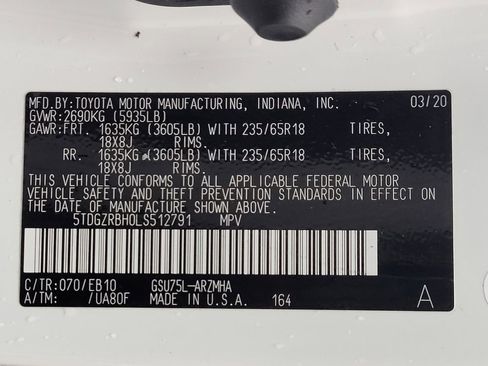 MFD.BY:TOYOTA MOTOR MANUFACTURING, INDIANA, INC. 03/20
GVWR:2690KG (5935LB)
GAWR:FRT. 1635KG (3605LB) WITH 235/65R18 TIRES,
18X8J RIMS.
RR. 1635KG (3605LB) WITH 235/65R18 TIRES,
18X8J RIMS.
THIS VEHICLE CONFORMS TO ALL APPLICABLE FEDERAL MOTOR
VEHICLE SAFETY AND THEFT PREVENTION STANDARDS IN EFFECT ON
THE DATE OF MANUFACTURE SHOWN ABOVE.
5TDGZRBH0LS512791 MPV
C/TR:070/EB10 GSU75L-ARZMHA
A/TM: /UA80F MADE IN U.S.A. 164 A